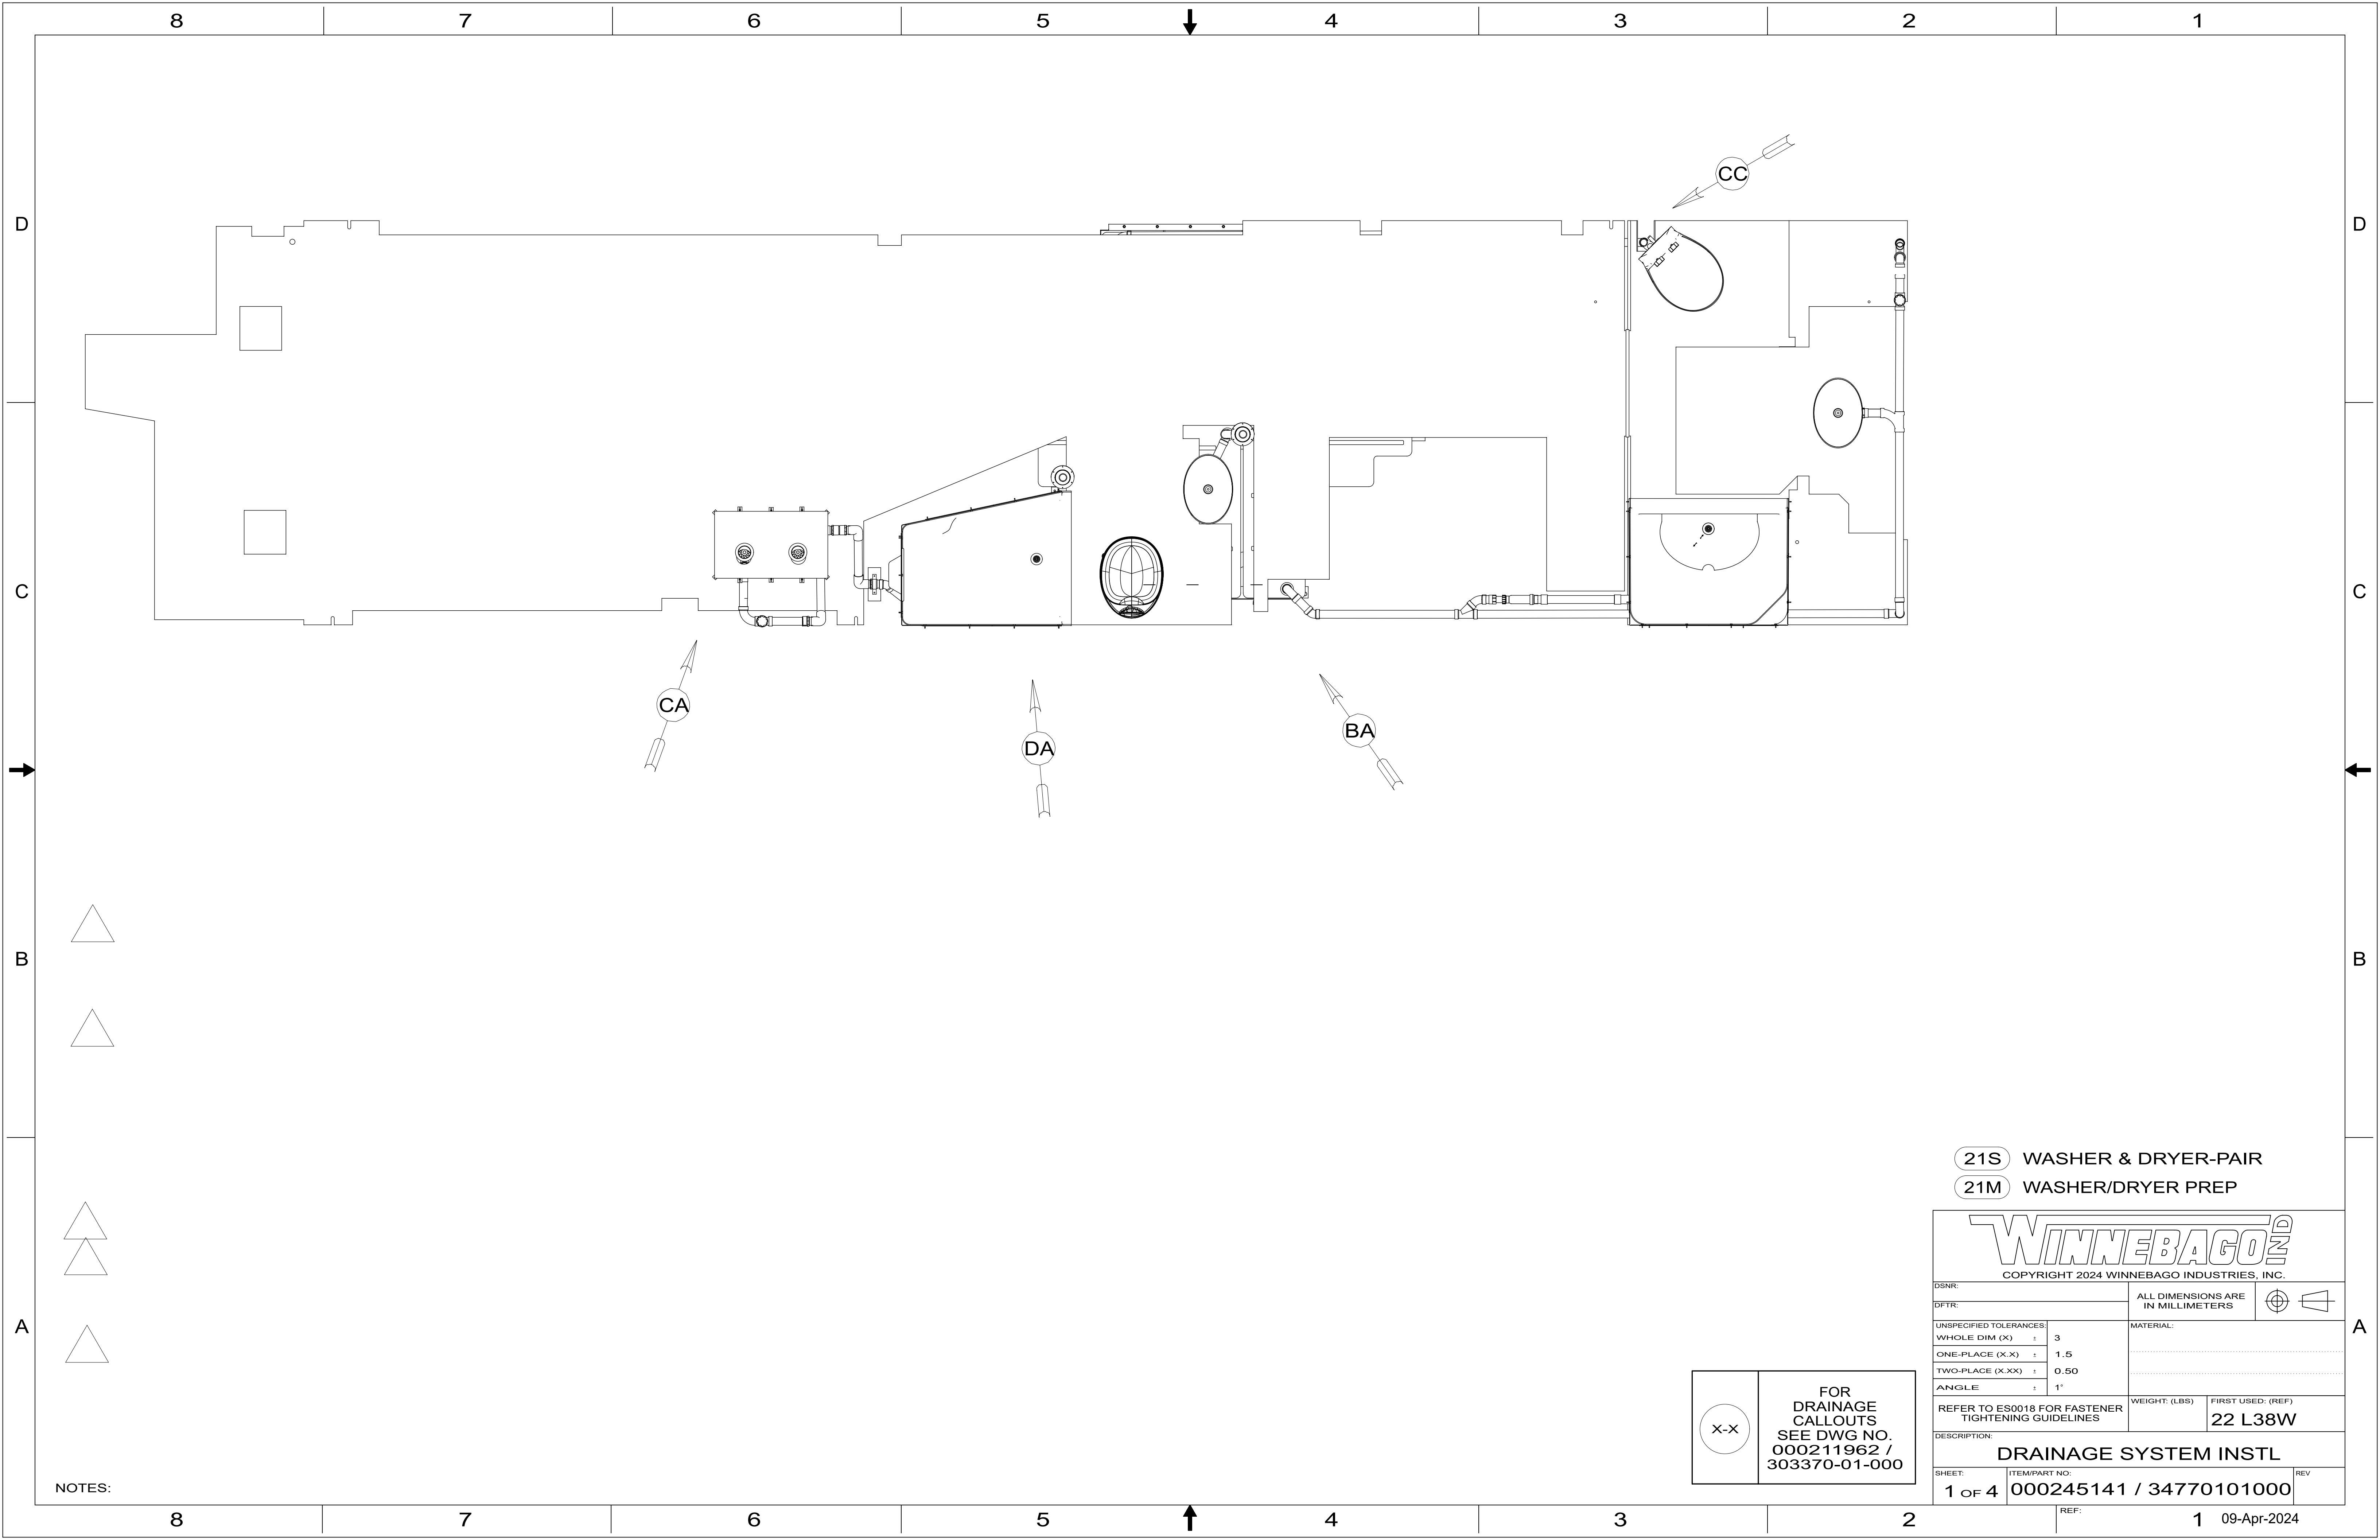 8 7 6 5 4 3 2 1
CC
D D
C C
CA
DA
BA
B B
21S WASHER & DRYER-PAIR
21M WASHER/DRYER PREP
WINNEBAGO IND
COPYRIGHT 2024 WINNEBAGO INDUSTRIES, INC.
DSNR:
DFTR:
ALL DIMENSIONS ARE
IN MILLIMETERS
A A
UNSPECIFIED TOLERANCES:
WHOLE DIM (X) ± 3
ONE-PLACE (X.X) ± 1.5
TWO-PLACE (X.XX) ± 0.50
ANGLE ± 1°
MATERIAL:
REFER TO ES0018 FOR FASTENER
TIGHTENING GUIDELINES
WEIGHT: (LBS)
FIRST USED: (REF)
22 L38W
X-X
FOR
DRAINAGE
CALLOUTS
SEE DWG NO.
000211962 /
303370-01-000
DESCRIPTION:
DRAINAGE SYSTEM INSTL
SHEET:
1 OF 4
ITEM/PART NO:
000245141 / 34770101000
REV
NOTES:
8 7 6 5 4 3 2 1
REF:
09-Apr-2024